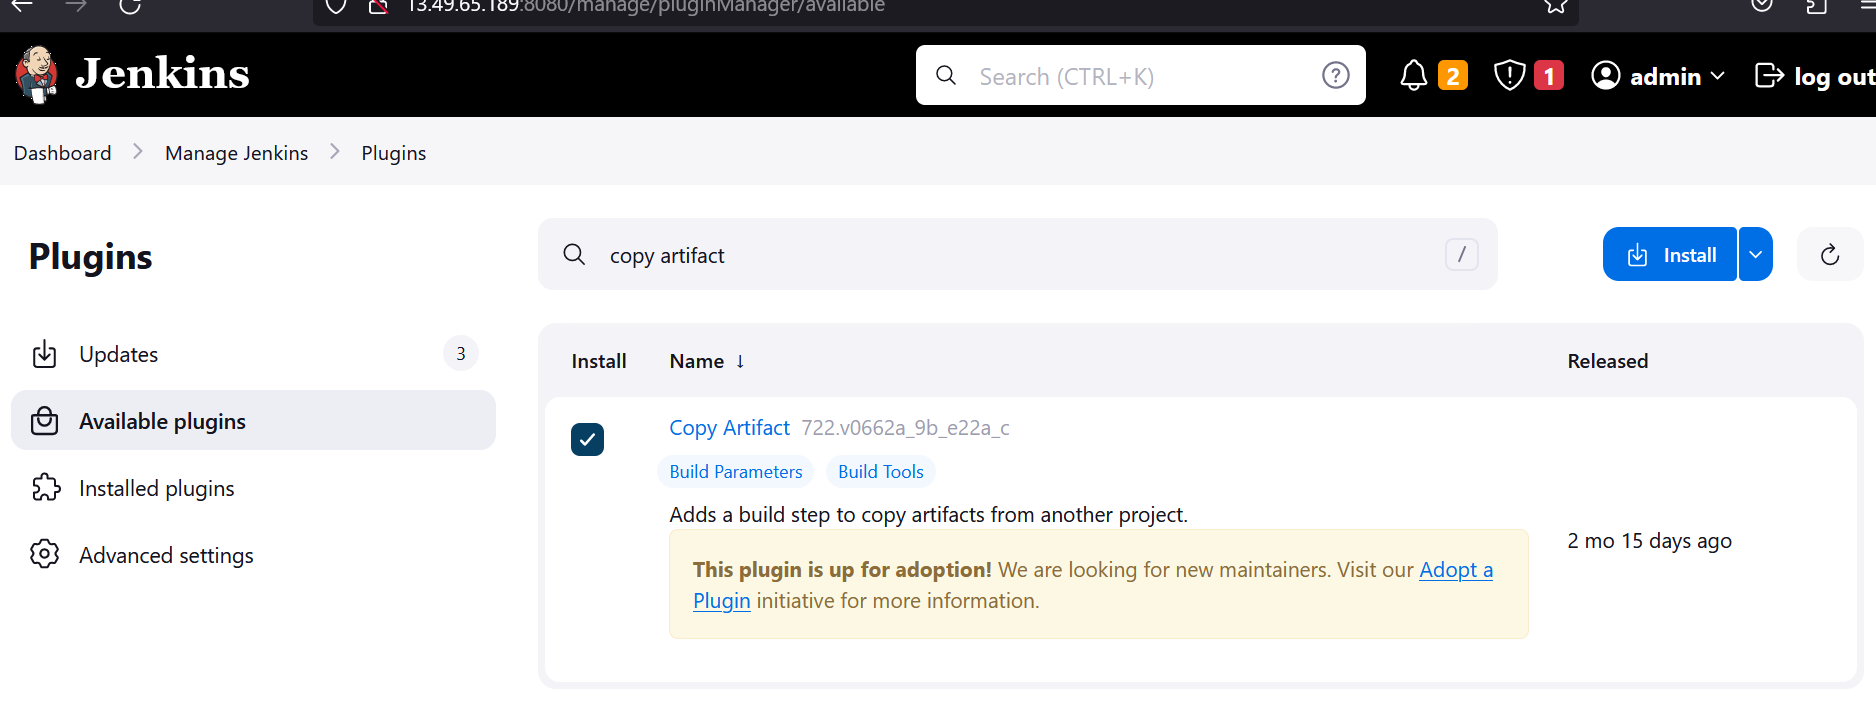 13.49.65.189:8080/manage/pluginManager/available
Jenkins
Search (CTRL+K)
?
2
1
admin
log out
Dashboard
Manage Jenkins
Plugins
Plugins
copy artifact
/
Install
Updates
3
Available plugins
Installed plugins
Advanced settings
Install
Name ↓
Released
Copy Artifact 722.v0662a_9b_e22a_c
Build Parameters
Build Tools
Adds a build step to copy artifacts from another project.
This plugin is up for adoption! We are looking for new maintainers. Visit our Adopt a
Plugin initiative for more information.
2 mo 15 days ago